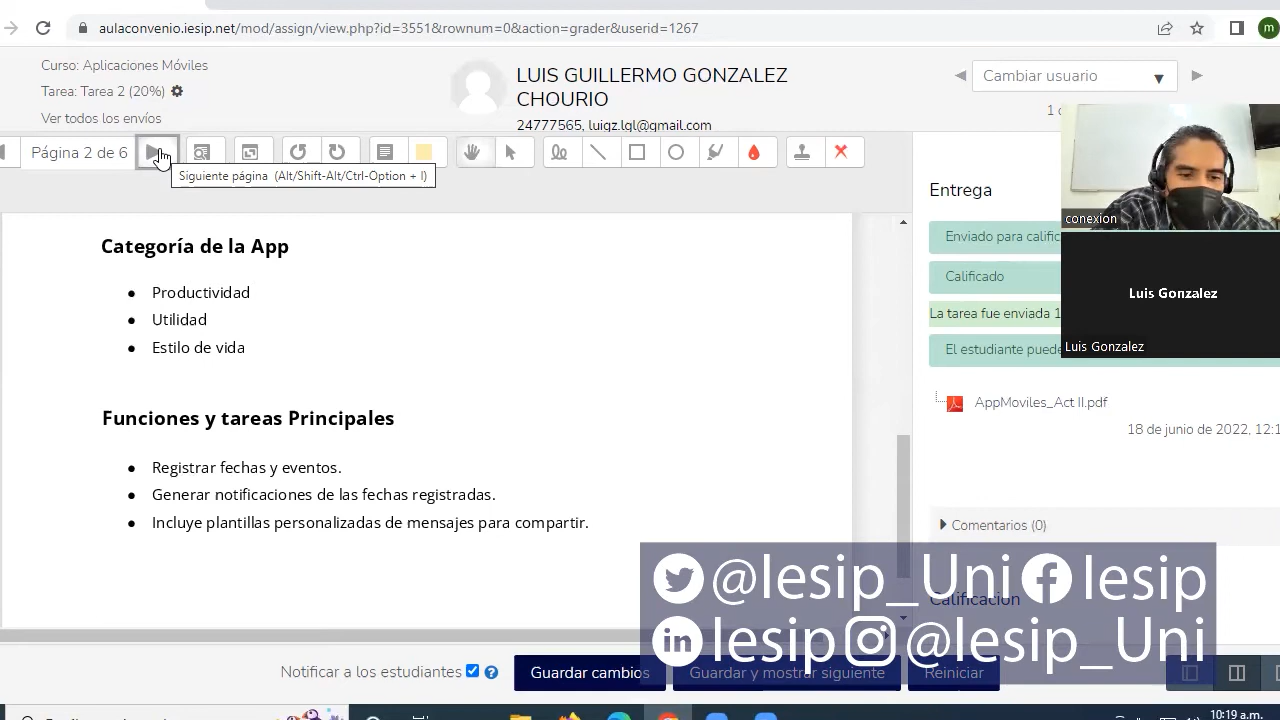 aulaconvenio.iesip.net/mod/assign/view.php?id=3551&rownum=0&action=grader&userid=1267
m
Curso: Aplicaciones Móviles
Tarea: Tarea 2 (20%)
Ver todos los envíos
LUIS GUILLERMO GONZALEZ
CHOURIO
24777565, luigz.lgl@gmail.com
Cambiar usuario
Página 2 de 6
Siguiente página (Alt/Shift-Alt/Ctrl-Option + I)
Categoría de la App
Productividad
Utilidad
Estilo de vida
Funciones y tareas Principales
Registrar fechas y eventos.
Generar notificaciones de las fechas registradas.
Incluye plantillas personalizadas de mensajes para compartir.
Entrega
Enviado para calific
Calificado
La tarea fue enviada 1
El estudiante puede
AppMoviles_Act II.pdf
18 de junio de 2022, 12:1
Comentarios (0)
Calificación
conexion
Luis Gonzalez
Luis Gonzalez
@Iesip_Uni Iesip
in Iesip @Iesip_Uni
Notificar a los estudiantes
Guardar cambios
Guardar y mostrar siguiente
Reiniciar
10:19 a.m.